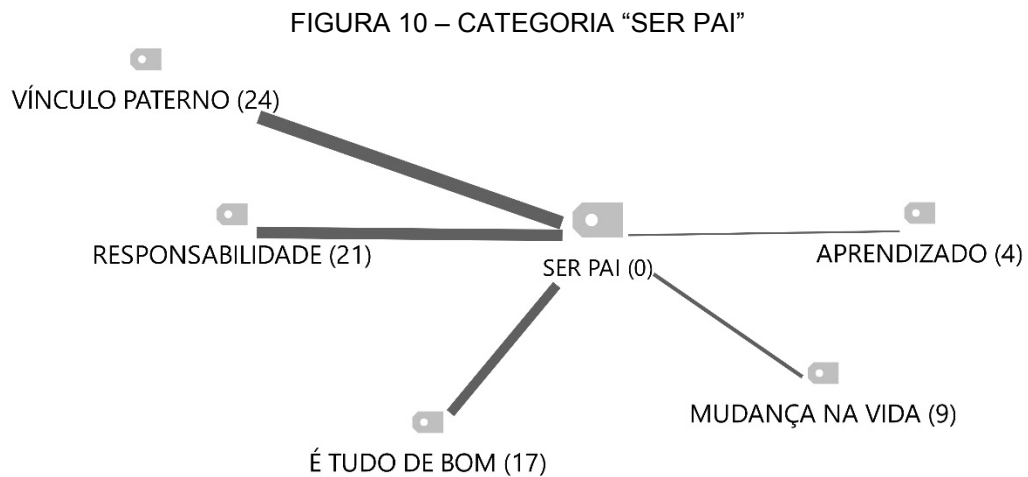 FIGURA 10 – CATEGORIA “SER PAI”
VÍNCULO PATERNO (24)
RESPONSABILIDADE (21)
SER PAI (0)
APRENDIZADO (4)
MUDANÇA NA VIDA (9)
É TUDO DE BOM (17)